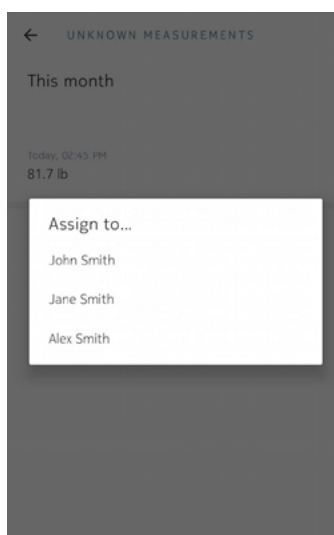 UNKNOWN MEASUREMENTS
This month
Today, 02:45 PM
81.7 lb
Assign to...
John Smith
Jane Smith
Alex Smith